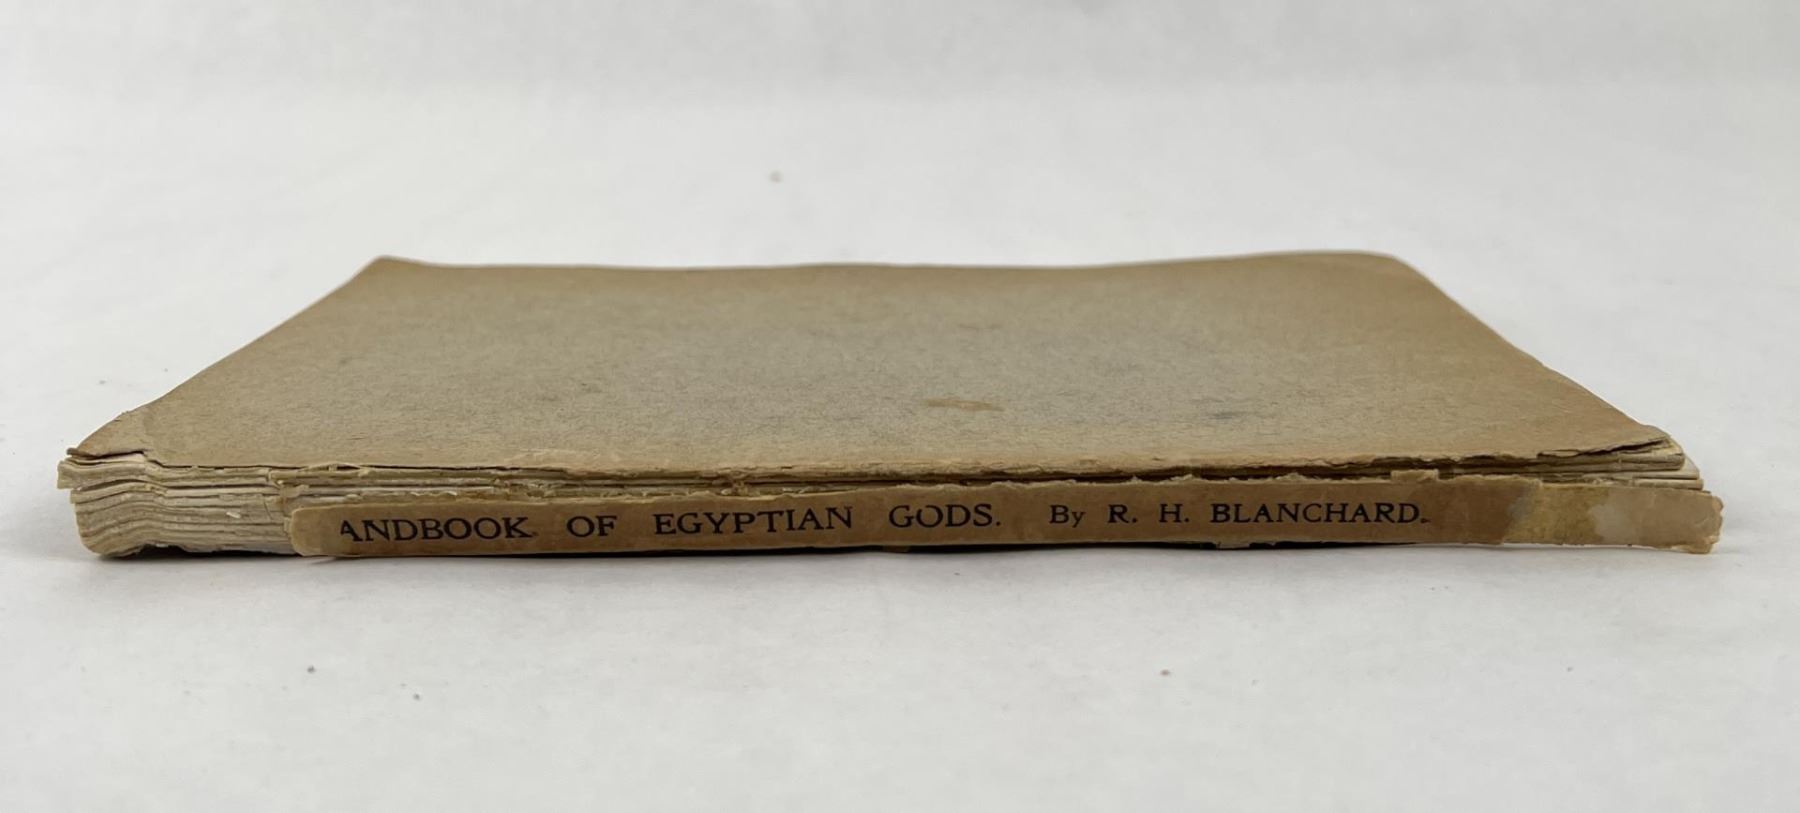 ANDBOOK OF EGYPTIAN GODS. By R. H. BLANCHARD.